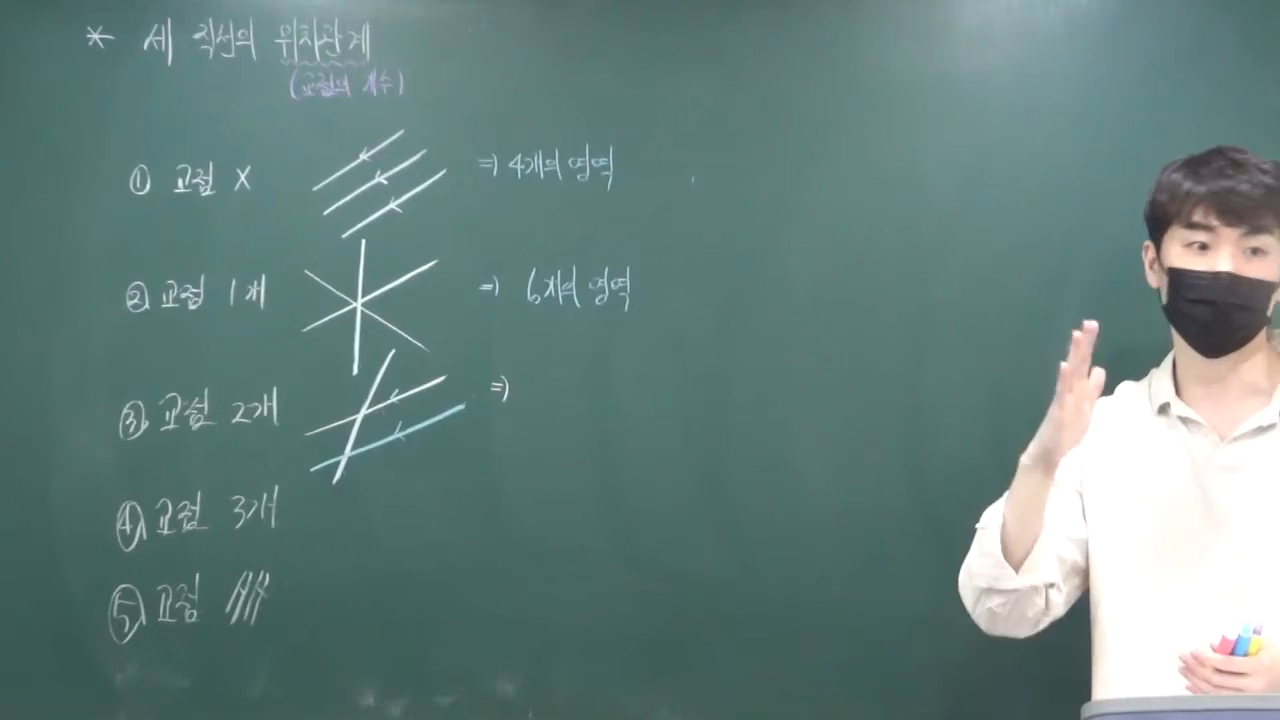 * 세 직선의 위치관계
(교점의 개수)
① 교점 X ⇒ 4개의 영역
② 교점 1개 ⇒ 6개의 영역
③ 교점 2개 ⇒
④ 교점 3개
⑤ 교점